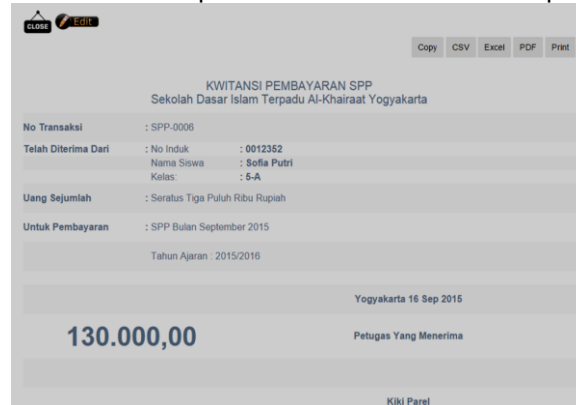 CLOSE Edit
Copy CSV Excel PDF Print
KWITANSI PEMBAYARAN SPP
Sekolah Dasar Islam Terpadu Al-Khairaat Yogyakarta
No Transaksi : SPP-0006
Telah Diterima Dari : No Induk : 0012352
Nama Siswa : Sofia Putri
Kelas: : 5-A
Uang Sejumlah : Seratus Tiga Puluh Ribu Rupiah
Untuk Pembayaran : SPP Bulan September 2015
Tahun Ajaran : 2015/2016
Yogyakarta 16 Sep 2015
130.000,00 Petugas Yang Menerima
Kiki Parel